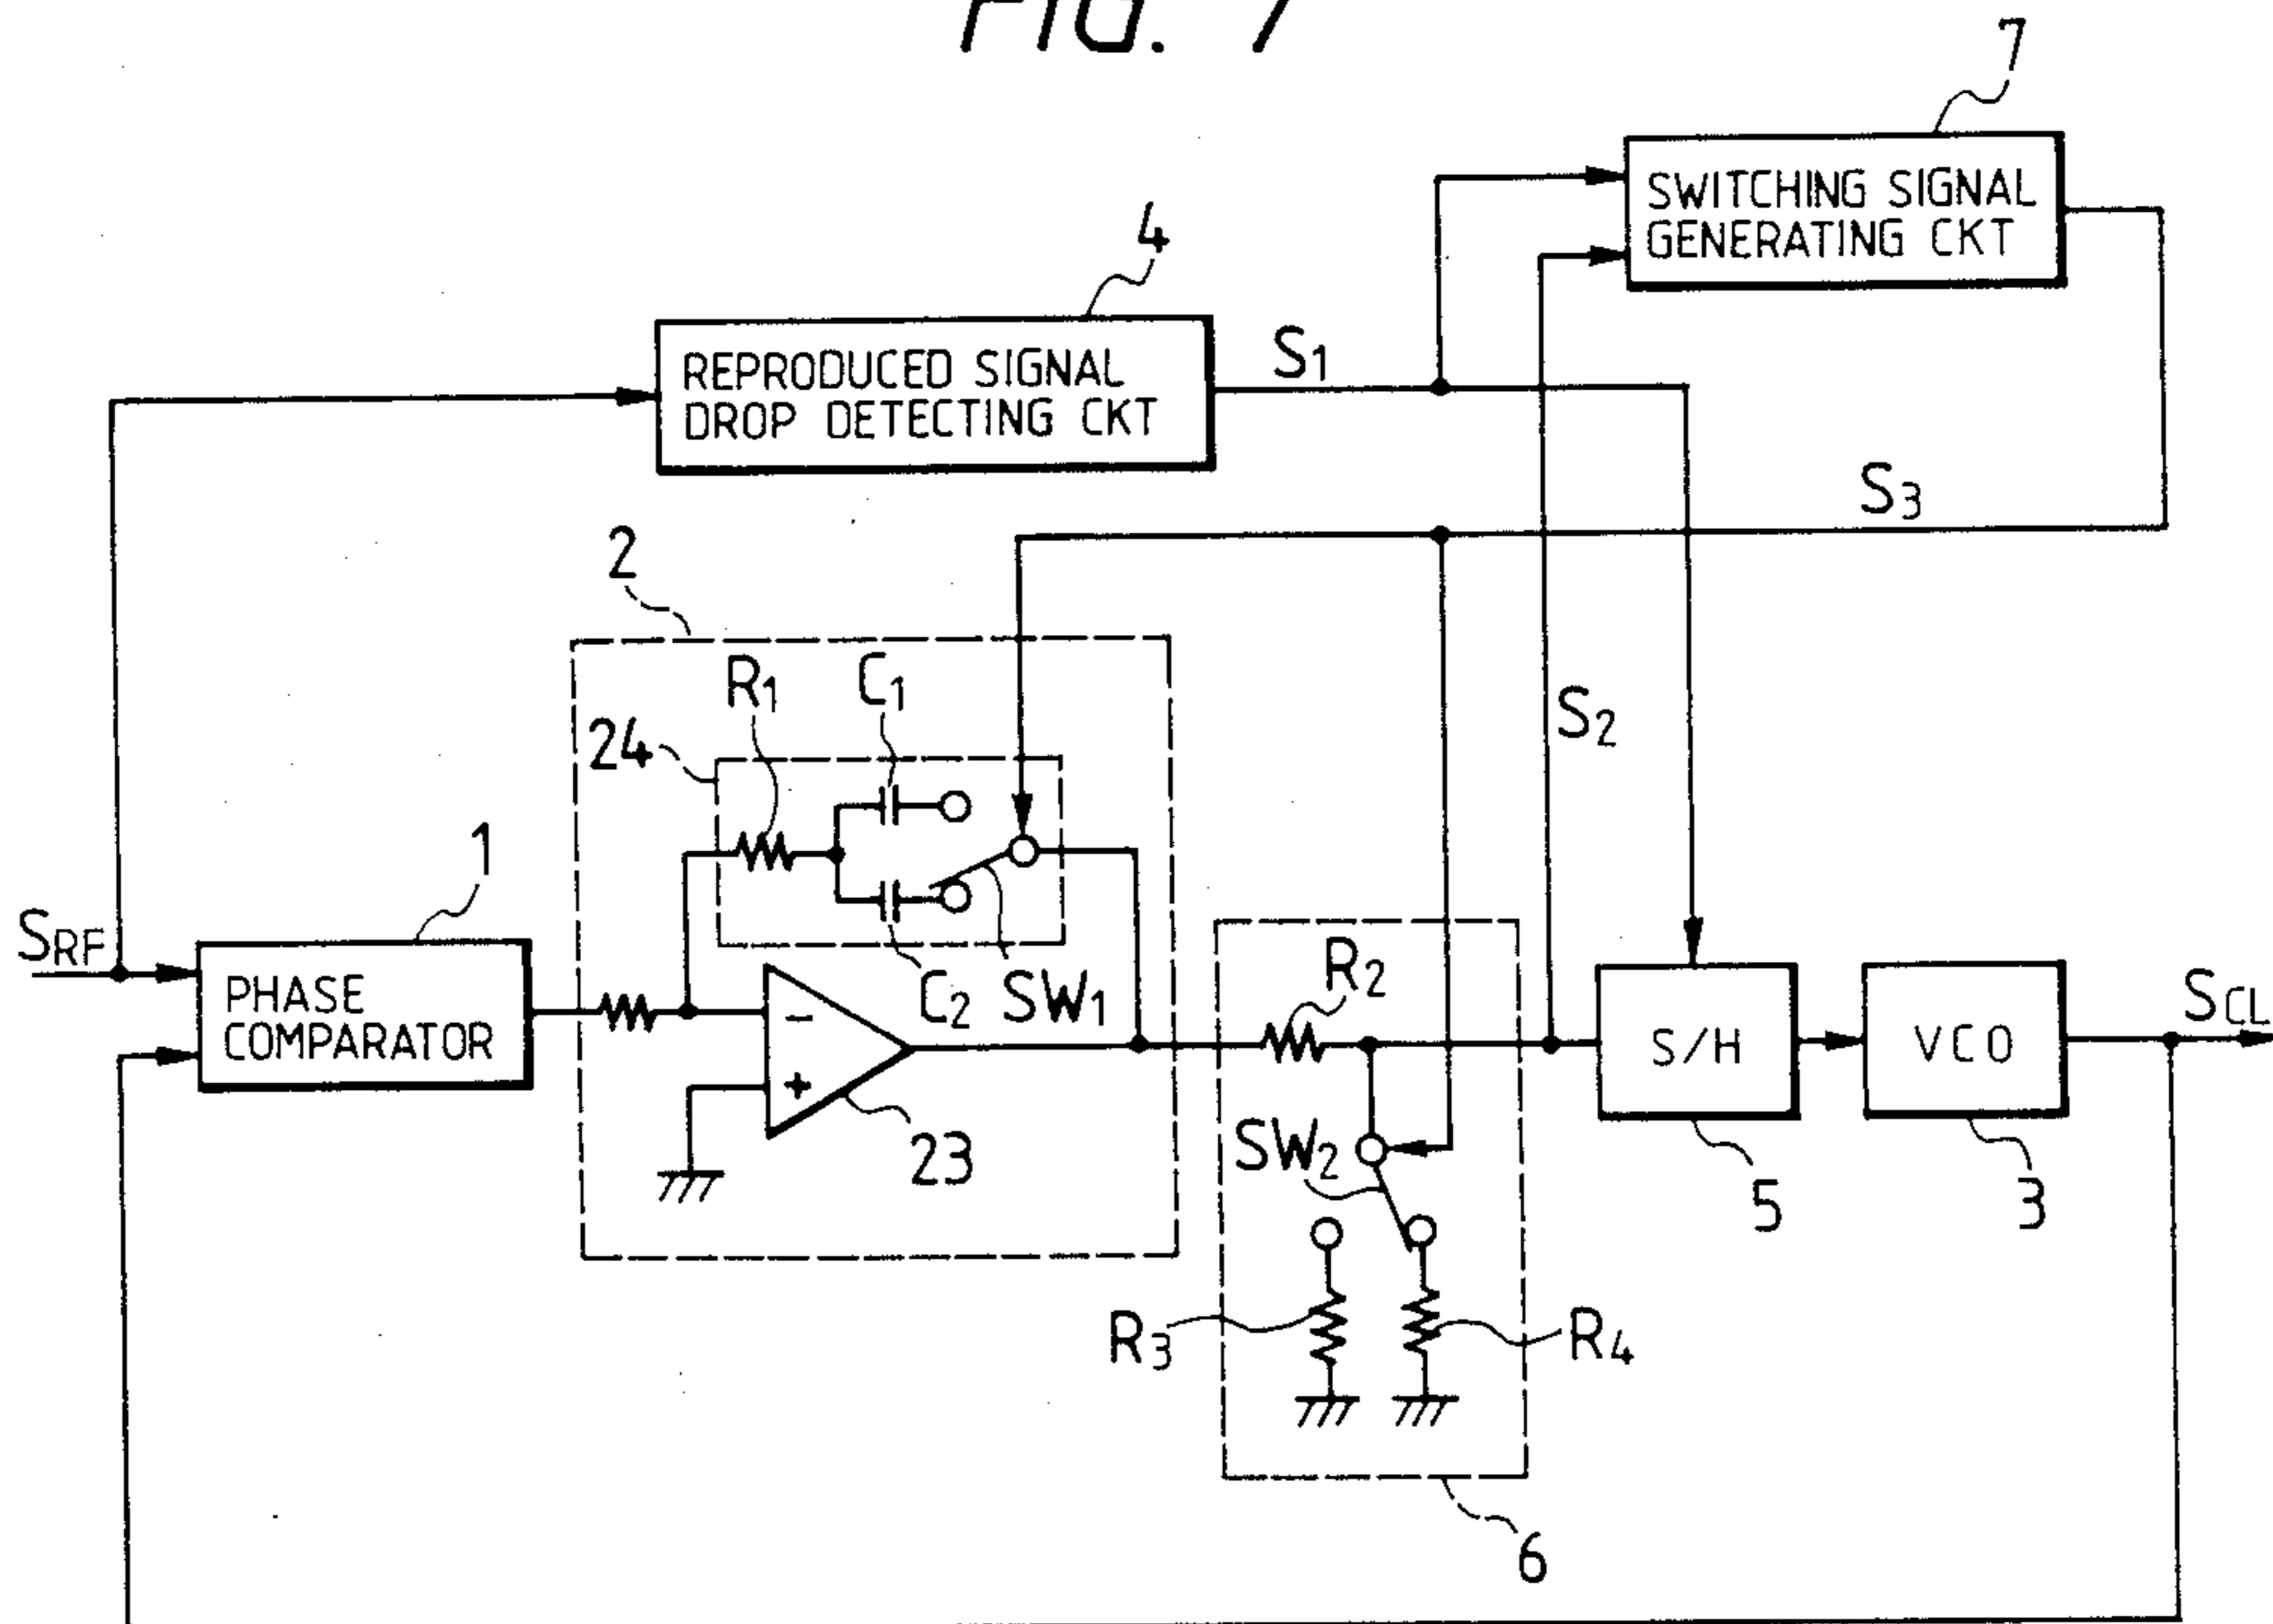 FIG. 7
7
SWITCHING SIGNAL
GENERATING CKT
4
REPRODUCED SIGNAL
DROP DETECTING CKT
S1
S3
2
R1
C1
24
S2
1
SRF
PHASE
COMPARATOR
C2
SW1
-
+
23
R2
S/H
VCO
SCL
SW2
5
3
R3
R4
6